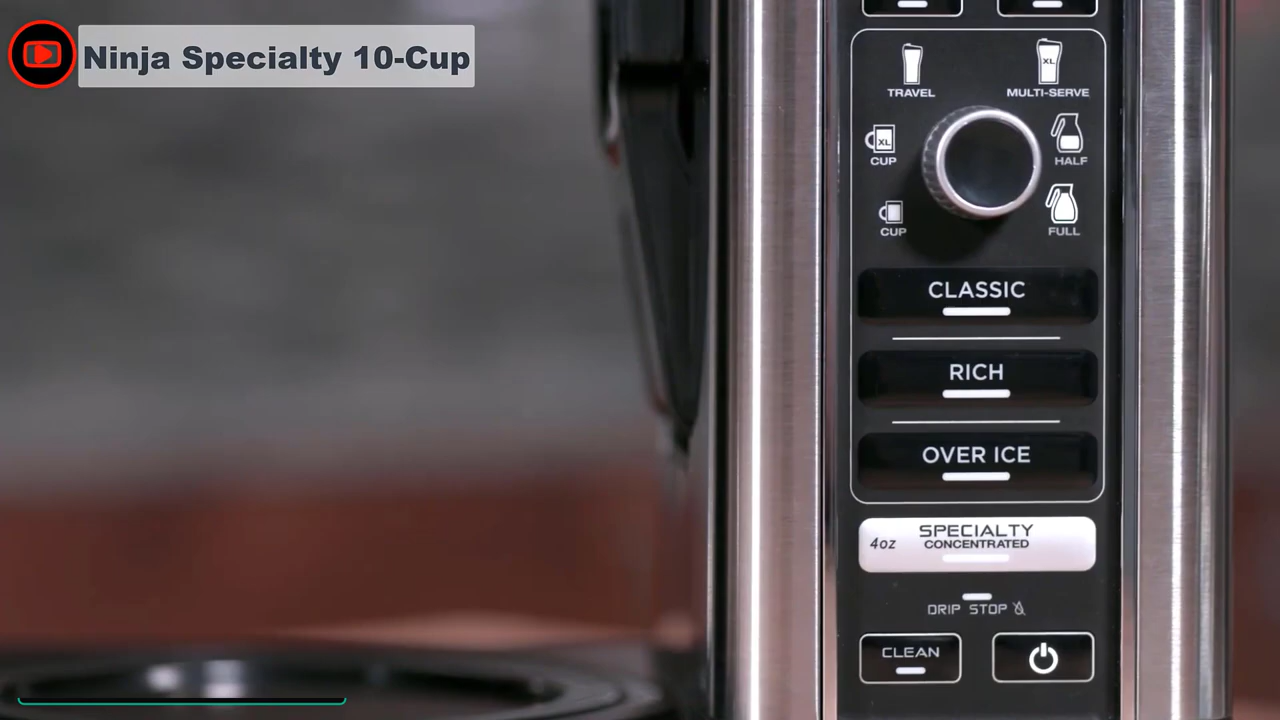 Ninja Specialty 10-Cup
TRAVEL
XL
MULTI-SERVE
XL
CUP
HALF
CUP
FULL
CLASSIC
RICH
OVER ICE
4oz
SPECIALTY
CONCENTRATED
DRIP STOP
CLEAN